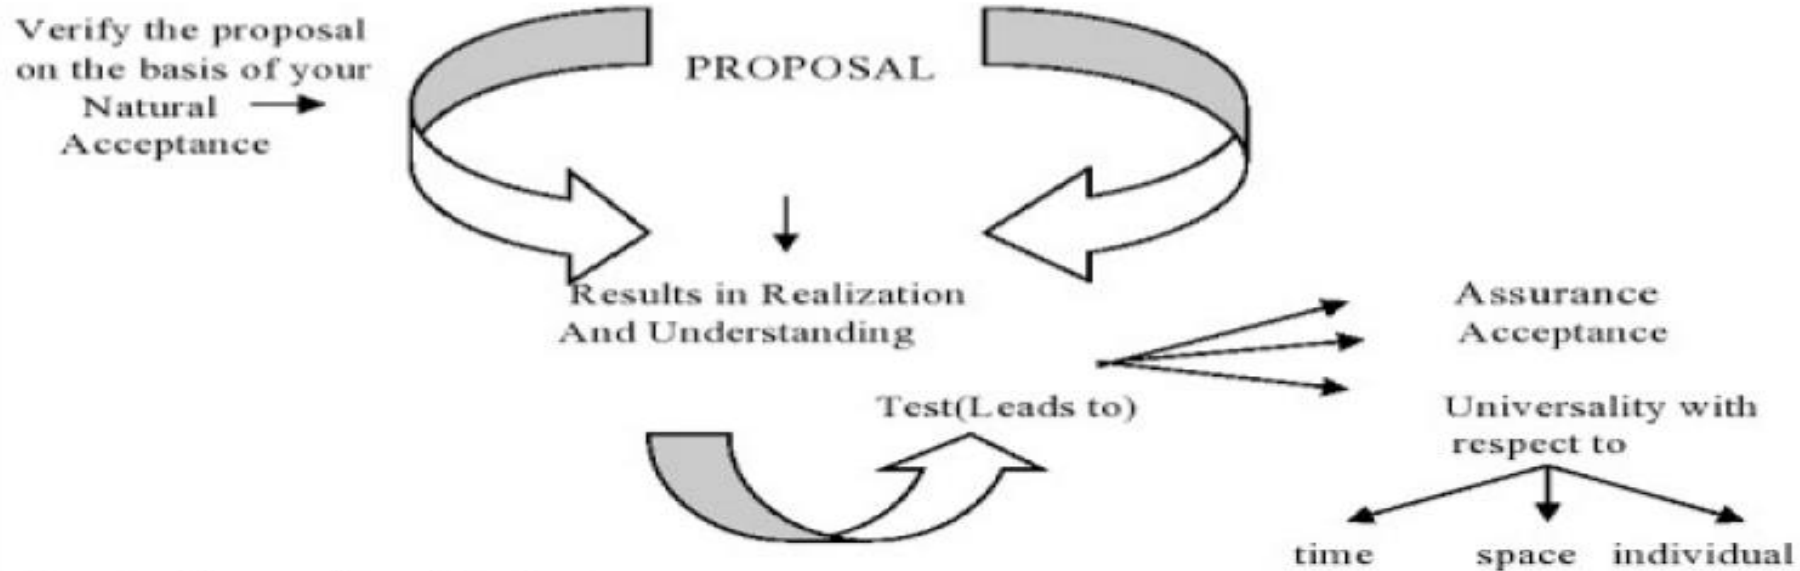 Verify the proposal
on the basis of your
Natural
Acceptance
PROPOSAL
Results in Realization
And Understanding
Test(Leads to)
Assurance
Acceptance
Universality with
respect to
time
space
individual